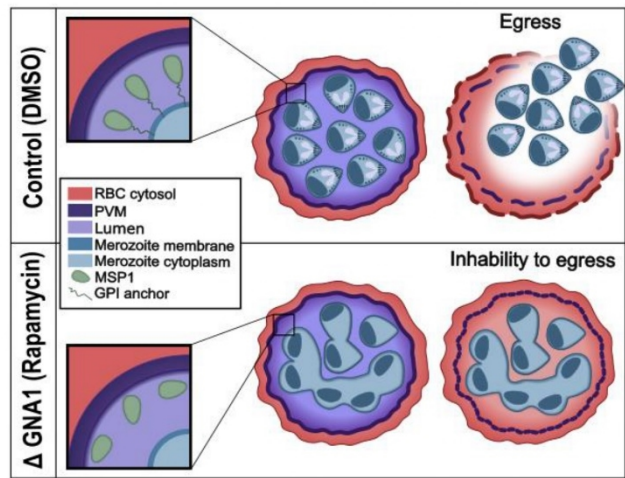 Control (DMSO)
Egress
RBC cytosol
PVM
Lumen
Merozoite membrane
Merozoite cytoplasm
MSP1
GPI anchor
Δ GNA1 (Rapamycin)
Inhability to egress